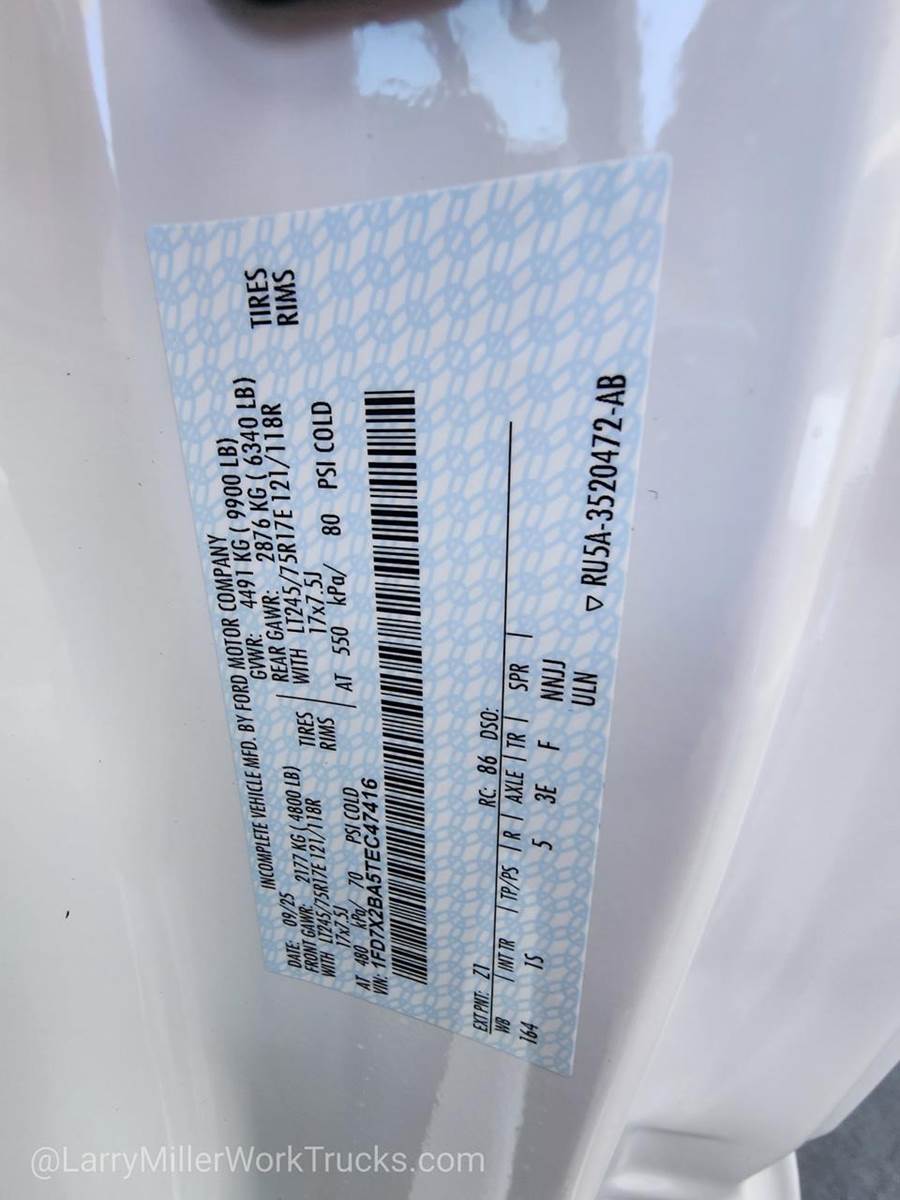 INCOMPLETE VEHICLE MFD. BY FORD MOTOR COMPANY
DATE: 09/25 GVWR: 4491 KG ( 9900 LB)
FRONT GAWR: 2177 KG ( 4800 LB) REAR GAWR: 2876 KG ( 6340 LB)
WITH LT245/75R17E 121/118R TIRES WITH LT245/75R17E 121/118R TIRES
17x7.5J RIMS 17x7.5J RIMS
AT 480 kPa/ 70 PSI COLD AT 550 kPa/ 80 PSI COLD
VIN: 1FD7X2BA5TEC47416
EXT PNT: Z1 RC: 86 DSO:
WB | INT TR | TP/PS | R | AXLE | TR | SPR |
164 15 5 3E F NNJJ
ULN
▽ RU5A-3520472-AB
@LarryMillerWorkTrucks.com